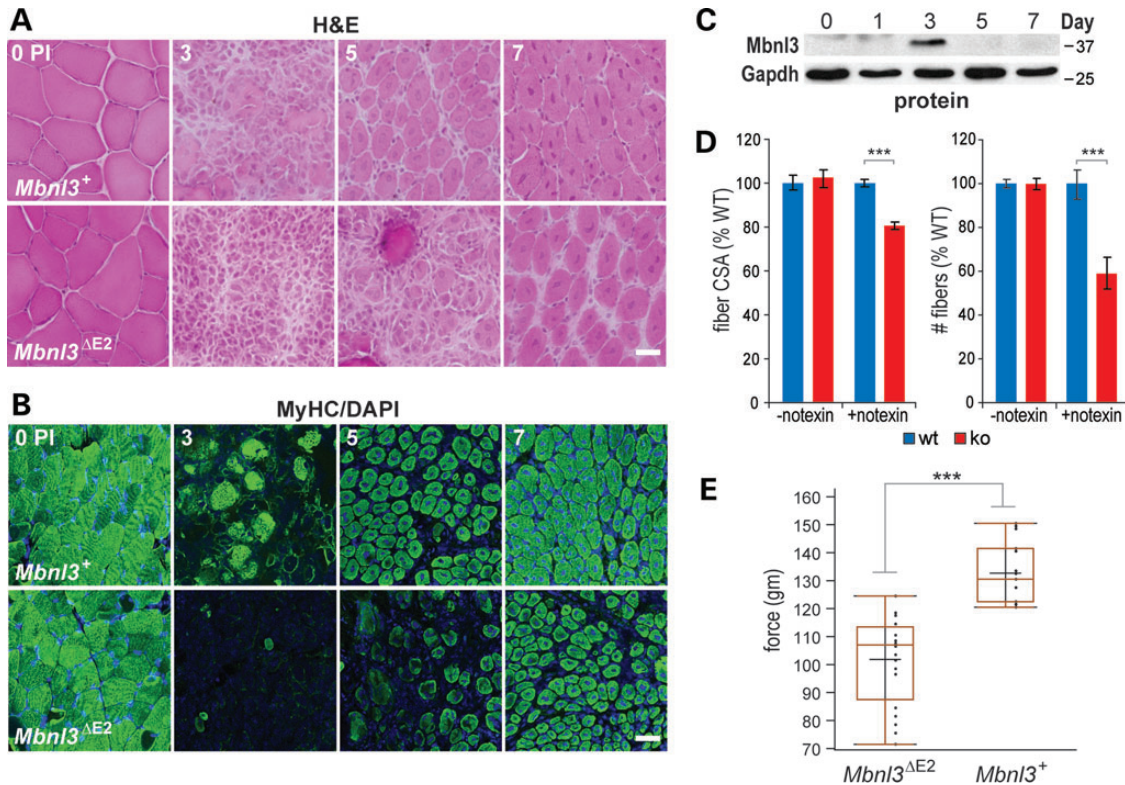 A
H&E
0 PI
3
5
7
Mbnl3+
Mbnl3ΔE2
B
MyHC/DAPI
0 PI
3
5
7
Mbnl3+
Mbnl3ΔE2
C
0 1 3 5 7 Day
Mbnl3
-37
Gapdh
-25
protein
D
fiber CSA (% WT)
120
100
80
60
40
20
0
***
-notexin
+notexin
# fibers (% WT)
120
100
80
60
40
120
0
***
-notexin
+notexin
wt
ko
E
***
force (gm)
160
150
140
130
120
110
100
90
80
70
Mbnl3ΔE2
Mbnl3+